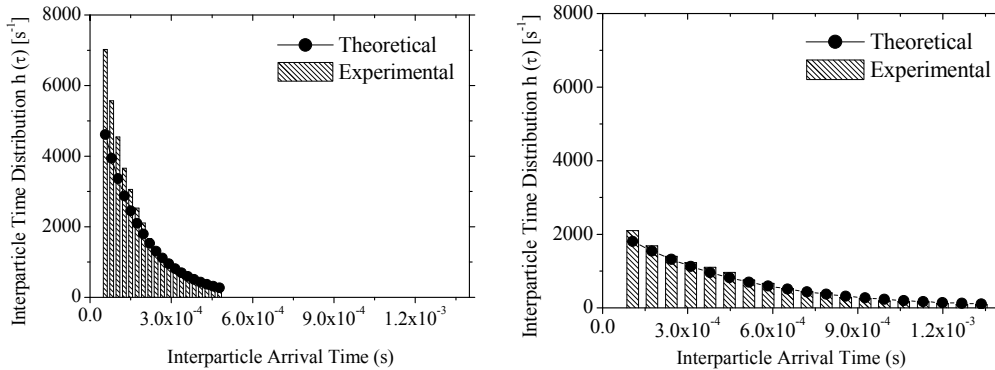 8000
6000
4000
2000
0
Interparticle Time Distribution h (τ) [s⁻¹]
Theoretical
Experimental
0.0
3.0x10⁻⁴
6.0x10⁻⁴
9.0x10⁻⁴
1.2x10⁻³
Interparticle Arrival Time (s)
8000
6000
4000
2000
0
Interparticle Time Distribution h (τ) [s⁻¹]
Theoretical
Experimental
0.0
3.0x10⁻⁴
6.0x10⁻⁴
9.0x10⁻⁴
1.2x10⁻³
Interparticle Arrival Time (s)